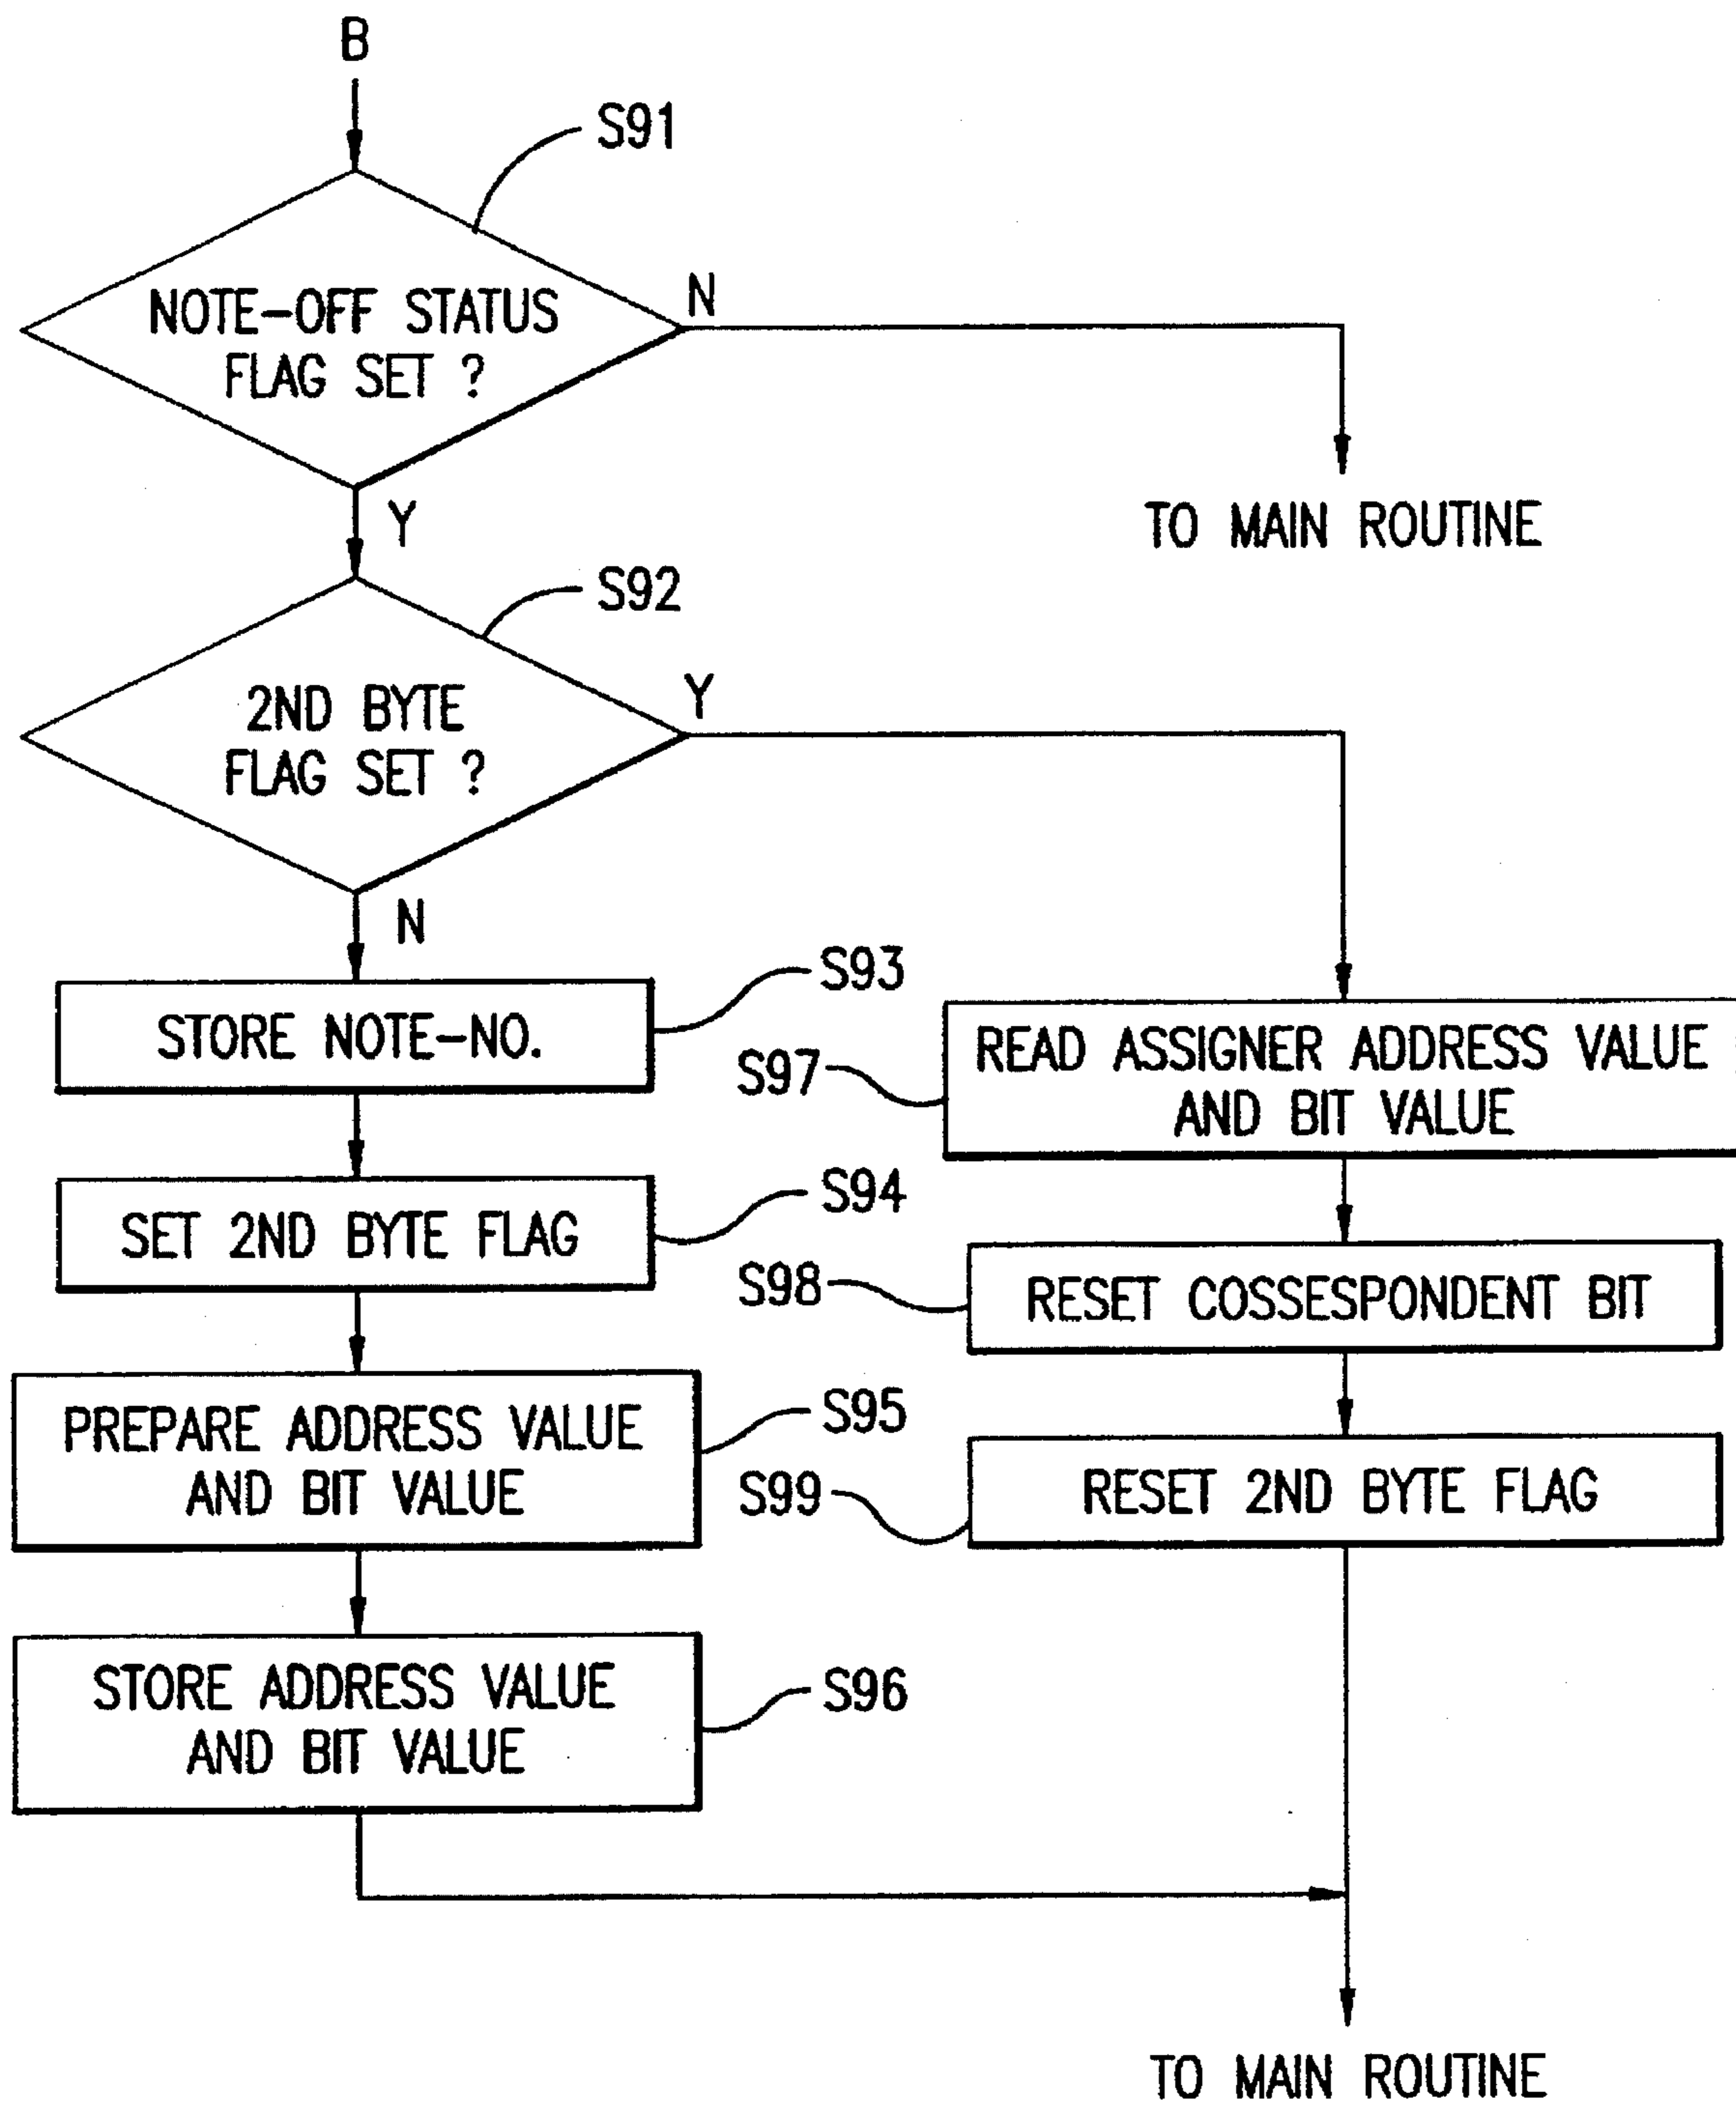 B
S91
NOTE-OFF STATUS
FLAG SET ?
N
TO MAIN ROUTINE
Y
S92
2ND BYTE
FLAG SET ?
Y
N
S93
STORE NOTE-NO.
S97
READ ASSIGNER ADDRESS VALUE
AND BIT VALUE
S94
SET 2ND BYTE FLAG
S98
RESET COSSESPONDENT BIT
S95
PREPARE ADDRESS VALUE
AND BIT VALUE
S99
RESET 2ND BYTE FLAG
S96
STORE ADDRESS VALUE
AND BIT VALUE
TO MAIN ROUTINE